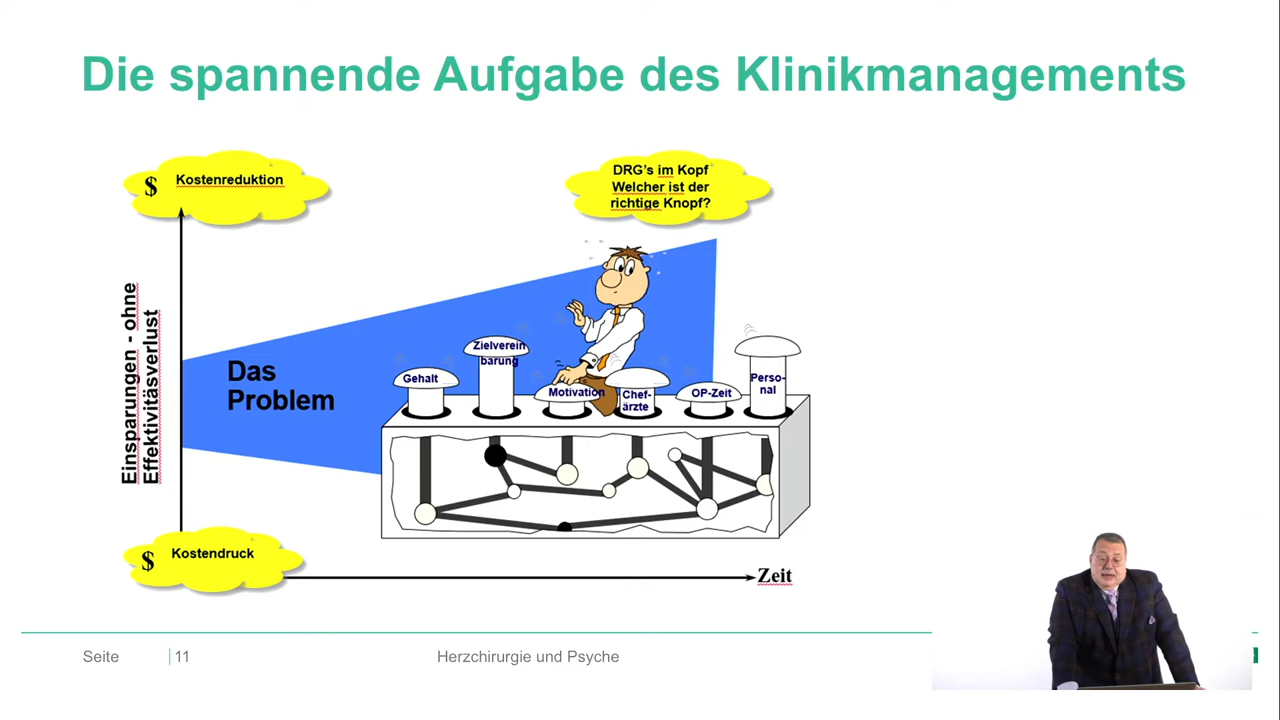 Die spannende Aufgabe des Klinikmanagements
$ Kostenreduktion
DRG's im Kopf
Welcher ist der
richtige Knopf?
Einsparungen - ohne
Effektivitäsverlust
Das
Problem
Gehalt
Zielverein
barung
Motivation
Chef-
ärzte
OP-Zeit
Perso-
nal
$ Kostendruck
Zeit
Seite
11
Herzchirurgie und Psyche